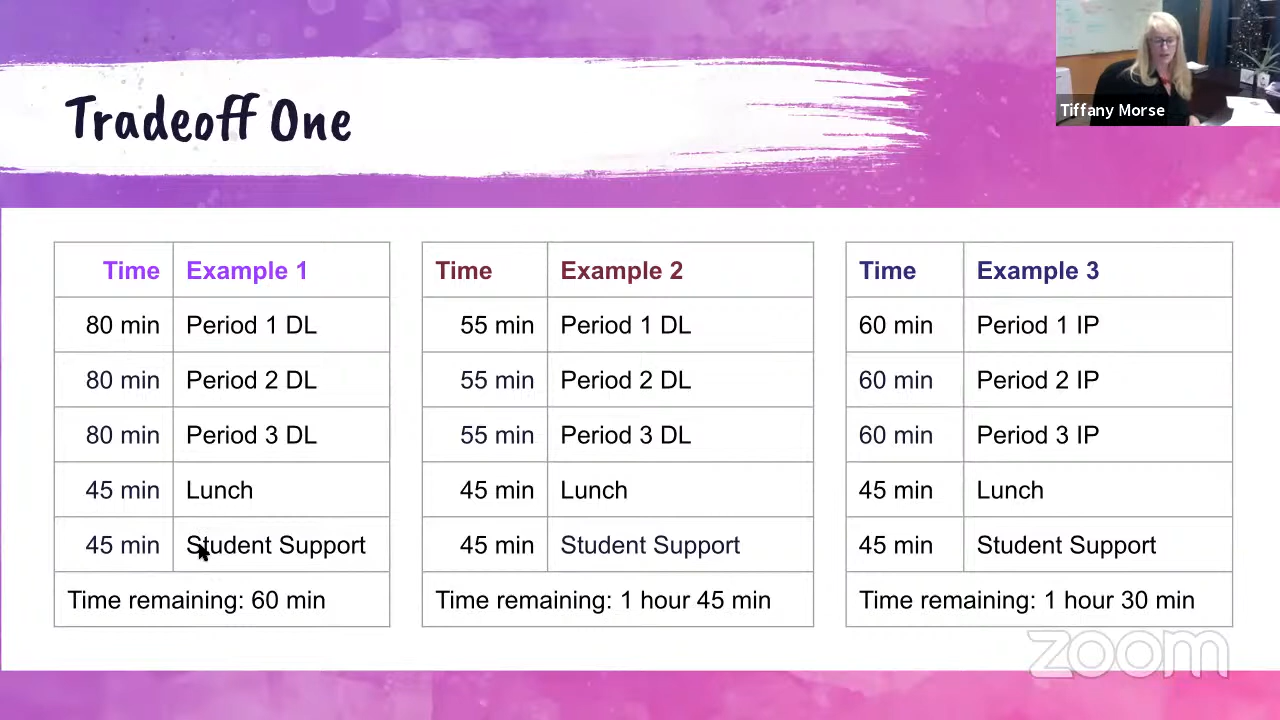 Tradeoff One
Tiffany Morse
Time Example 1
80 min Period 1 DL
80 min Period 2 DL
80 min Period 3 DL
45 min Lunch
45 min Student Support
Time remaining: 60 min
Time Example 2
55 min Period 1 DL
55 min Period 2 DL
55 min Period 3 DL
45 min Lunch
45 min Student Support
Time remaining: 1 hour 45 min
Time Example 3
60 min Period 1 IP
60 min Period 2 IP
60 min Period 3 IP
45 min Lunch
45 min Student Support
Time remaining: 1 hour 30 min
zoom